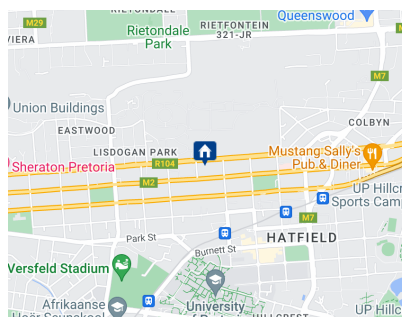 M29
RIETONDALE
Queenswood
RIETFONTEIN
321-JR
Rietondale
Park
VIERA
M7
Union Buildings
COLBYN
EASTWOOD
LISDOGAN PARK
R104
Mustang Sally's
Pub & Diner
Sheraton Pretoria
M2
UP Hillcr
Sports Cam
M7
Park St
HATFIELD
Burnett St
Versfeld Stadium
Afrikaanse
University
UP Hillc
HILLCREST